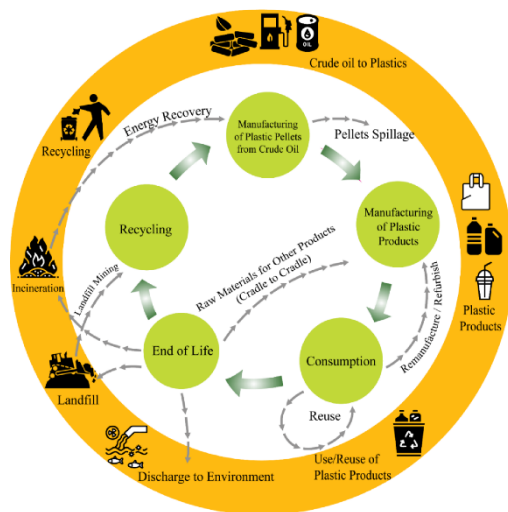 OIL
Crude oil to Plastics
Energy Recovery
Manufacturing
of Plastic Pellets
from Crude Oil
Pellets Spillage
Recycling
Recycling
Manufacturing
of Plastic
Products
Raw Materials for Other Products
(Cradle to Cradle)
Landfill Mining
Incineration
Remanufacture / Relurbish
Plastic
Products
End of Life
Consumption
Landfill
Reuse
Use/Reuse of
Plastic Products
Discharge to Environment